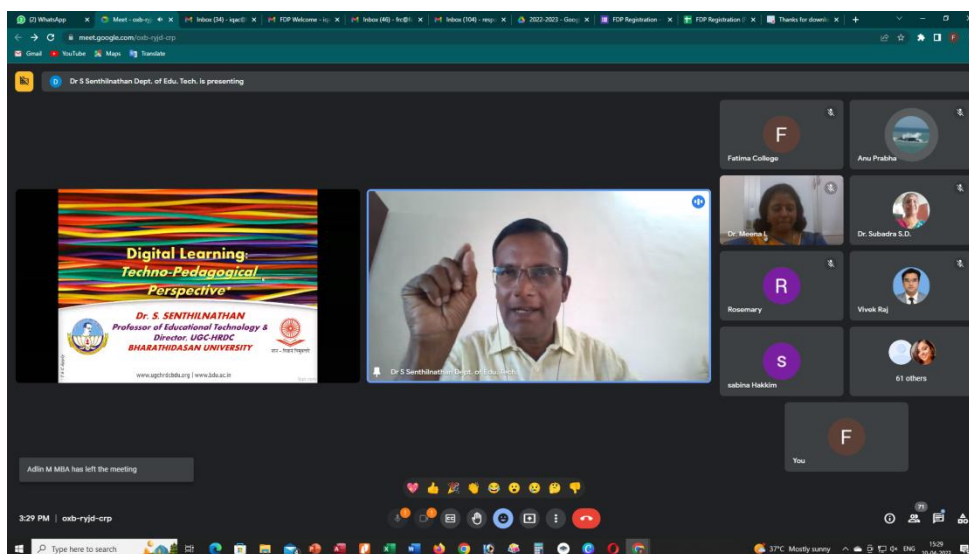 (2) WhatsApp
Meet - oxb-ryj
Inbox (34) - iqac@
FDP Welcome - iq
Inbox (46) - frc@f
Inbox (104) - resp
2022-2023 - Goog
FDP Registration -
FDP Registration (
Thanks for downlo
meet.google.com/oxb-ryjd-crp
Gmail
YouTube
Maps
Translate
Dr S Senthilnathan Dept. of Edu. Tech. is presenting
Digital Learning:
Techno-Pedagogical
Perspective*
Dr. S. SENTHILNATHAN
Professor of Educational Technology &
Director, UGC-HRDC
BHARATHIDASAN UNIVERSITY
www.ugchrdcbdu.org | www.bdu.ac.in
Dr S Senthilnathan Dept. of Edu. Tech.
F
Fatima College
Anu Prabha
Dr. Meena I.
Dr. Subadra S.D.
R
Rosemary
Vivek Raj
s
sabina Hakkim
61 others
F
You
Adlin M MBA has left the meeting
3:29 PM | oxb-ryjd-crp
71
Type here to search
37°C Mostly sunny
ENG
15:29